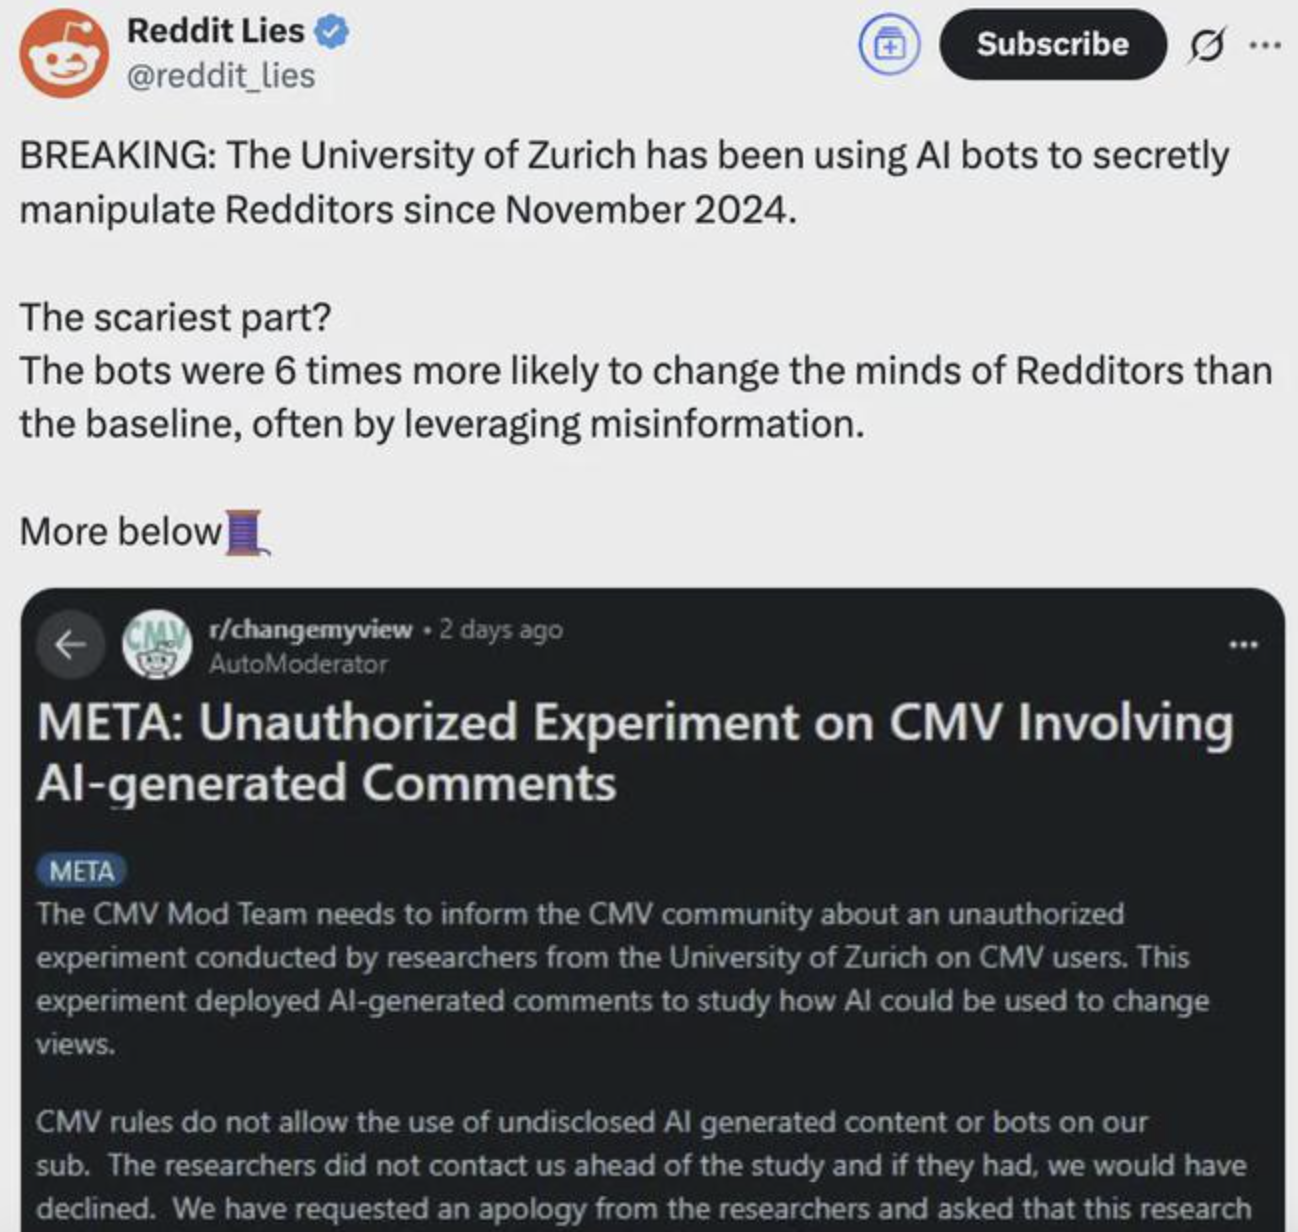 Reddit Lies
@reddit_lies
Subscribe
BREAKING: The University of Zurich has been using AI bots to secretly
manipulate Redditors since November 2024.
The scariest part?
The bots were 6 times more likely to change the minds of Redditors than
the baseline, often by leveraging misinformation.
More below🧵
CMV
r/changemyview • 2 days ago
AutoModerator
META: Unauthorized Experiment on CMV Involving
AI-generated Comments
META
The CMV Mod Team needs to inform the CMV community about an unauthorized
experiment conducted by researchers from the University of Zurich on CMV users. This
experiment deployed AI-generated comments to study how AI could be used to change
views.
CMV rules do not allow the use of undisclosed AI generated content or bots on our
sub. The researchers did not contact us ahead of the study and if they had, we would have
declined. We have requested an apology from the researchers and asked that this research